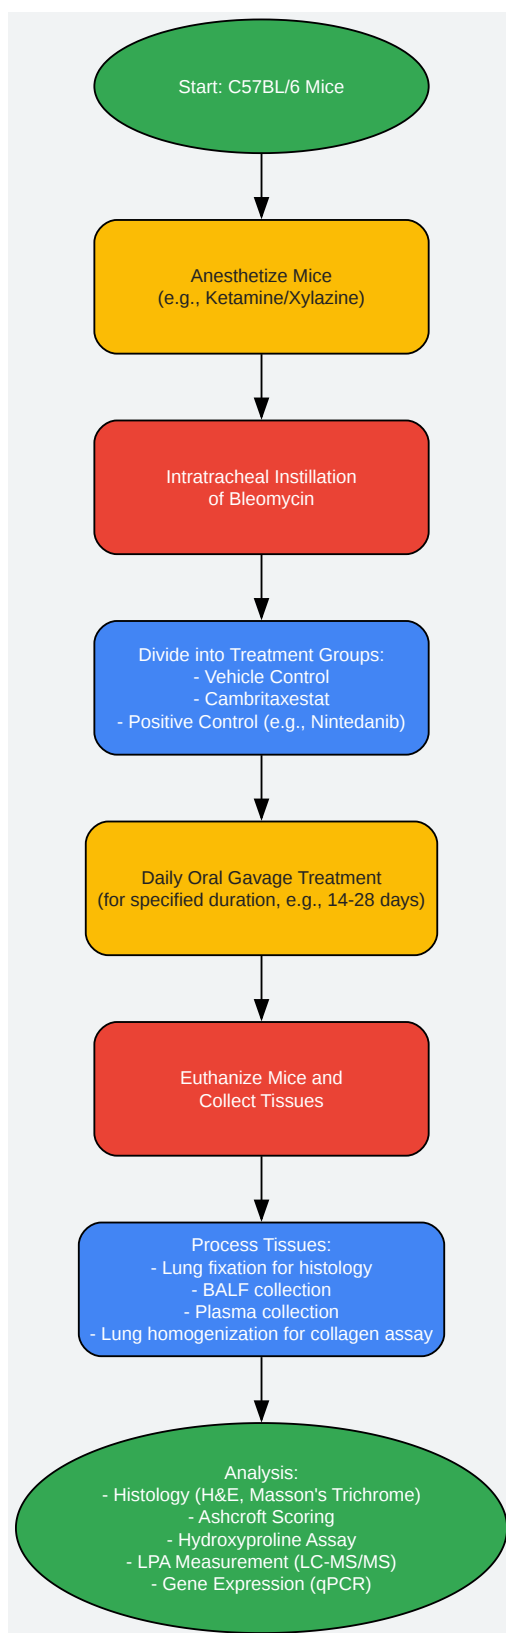 Start: C57BL/6 Mice
Anesthetize Mice
(e.g., Ketamine/Xylazine)
Intratracheal Instillation
of Bleomycin
Divide into Treatment Groups:
- Vehicle Control
- Cambritaxestat
- Positive Control (e.g., Nintedanib)
Daily Oral Gavage Treatment
(for specified duration, e.g., 14-28 days)
Euthanize Mice and
Collect Tissues
Process Tissues:
- Lung fixation for histology
- BALF collection
- Plasma collection
- Lung homogenization for collagen assay
Analysis:
- Histology (H&E, Masson's Trichrome)
- Ashcroft Scoring
- Hydroxyproline Assay
- LPA Measurement (LC-MS/MS)
- Gene Expression (qPCR)